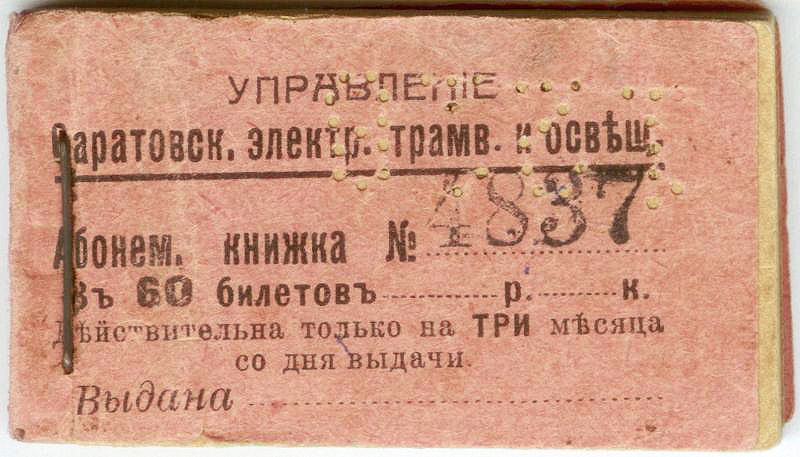 УПРАВЛЕНІЕ
Саратовск. электр. трамв. и освѣщ.
Абонем. книжка № 4837
Въ 60 билетовъ р. к.
Дѣйствительна только на ТРИ мѣсяца
со дня выдачи.
Выдана